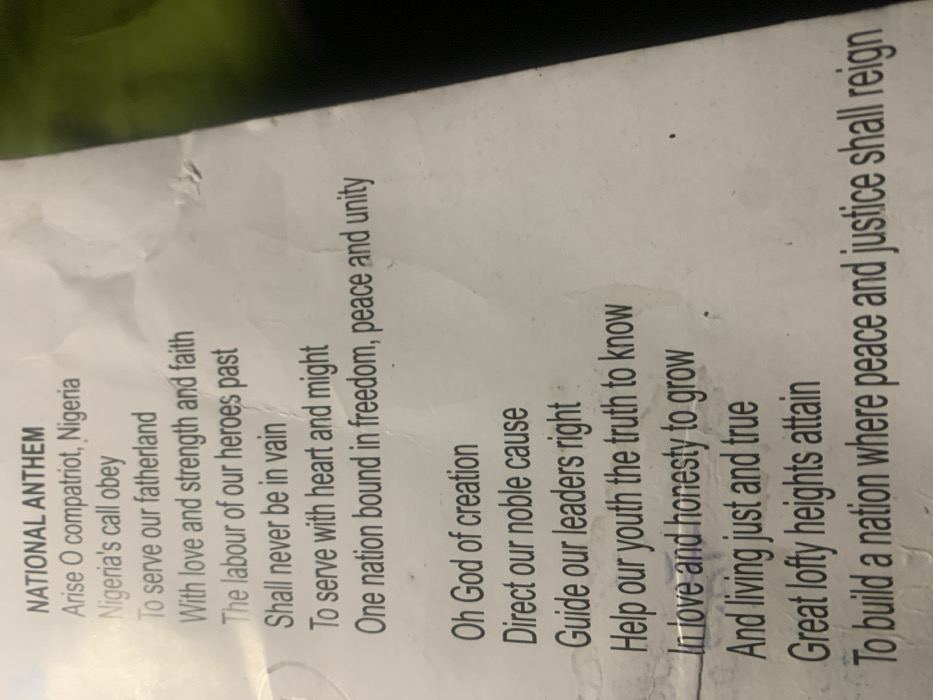 NATIONAL ANTHEM
Arise O compatriot, Nigeria
Nigeria's call obey
To serve our fatherland
With love and strength and faith
The labour of our heroes past
Shall never be in vain
To serve with heart and might
One nation bound in freedom, peace and unity
Oh God of creation
Direct our noble cause
Guide our leaders right
Help our youth the truth to know
In love and honesty to grow
And living just and true
Great lofty heights attain
To build a nation where peace and justice shall reign